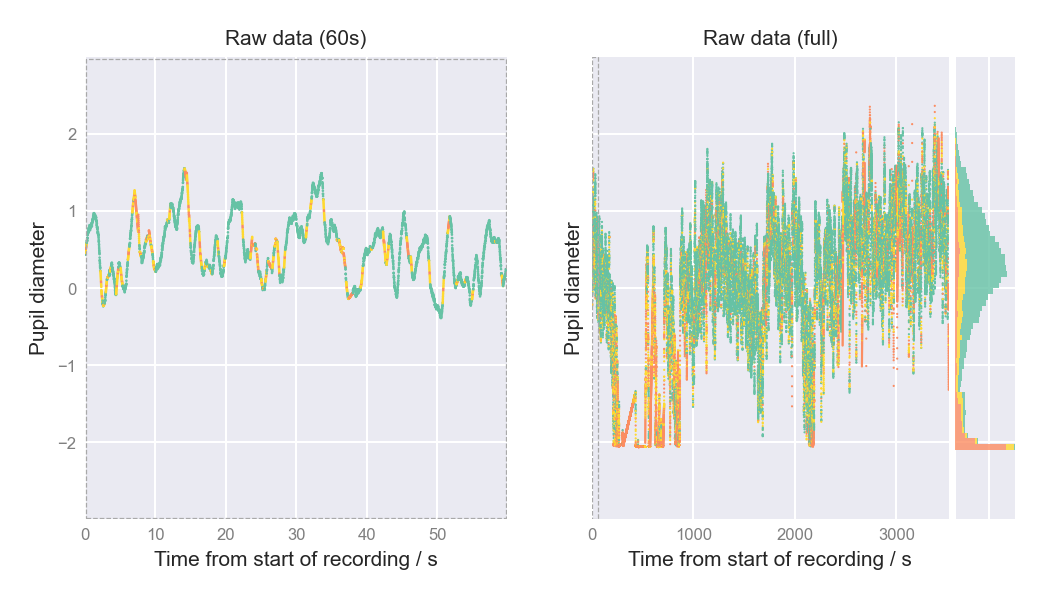 Raw data (60s)
Pupil diameter
2
1
0
−1
−2
0 10 20 30 40 50
Time from start of recording / s
Raw data (full)
Pupil diameter
0 1000 2000 3000
Time from start of recording / s